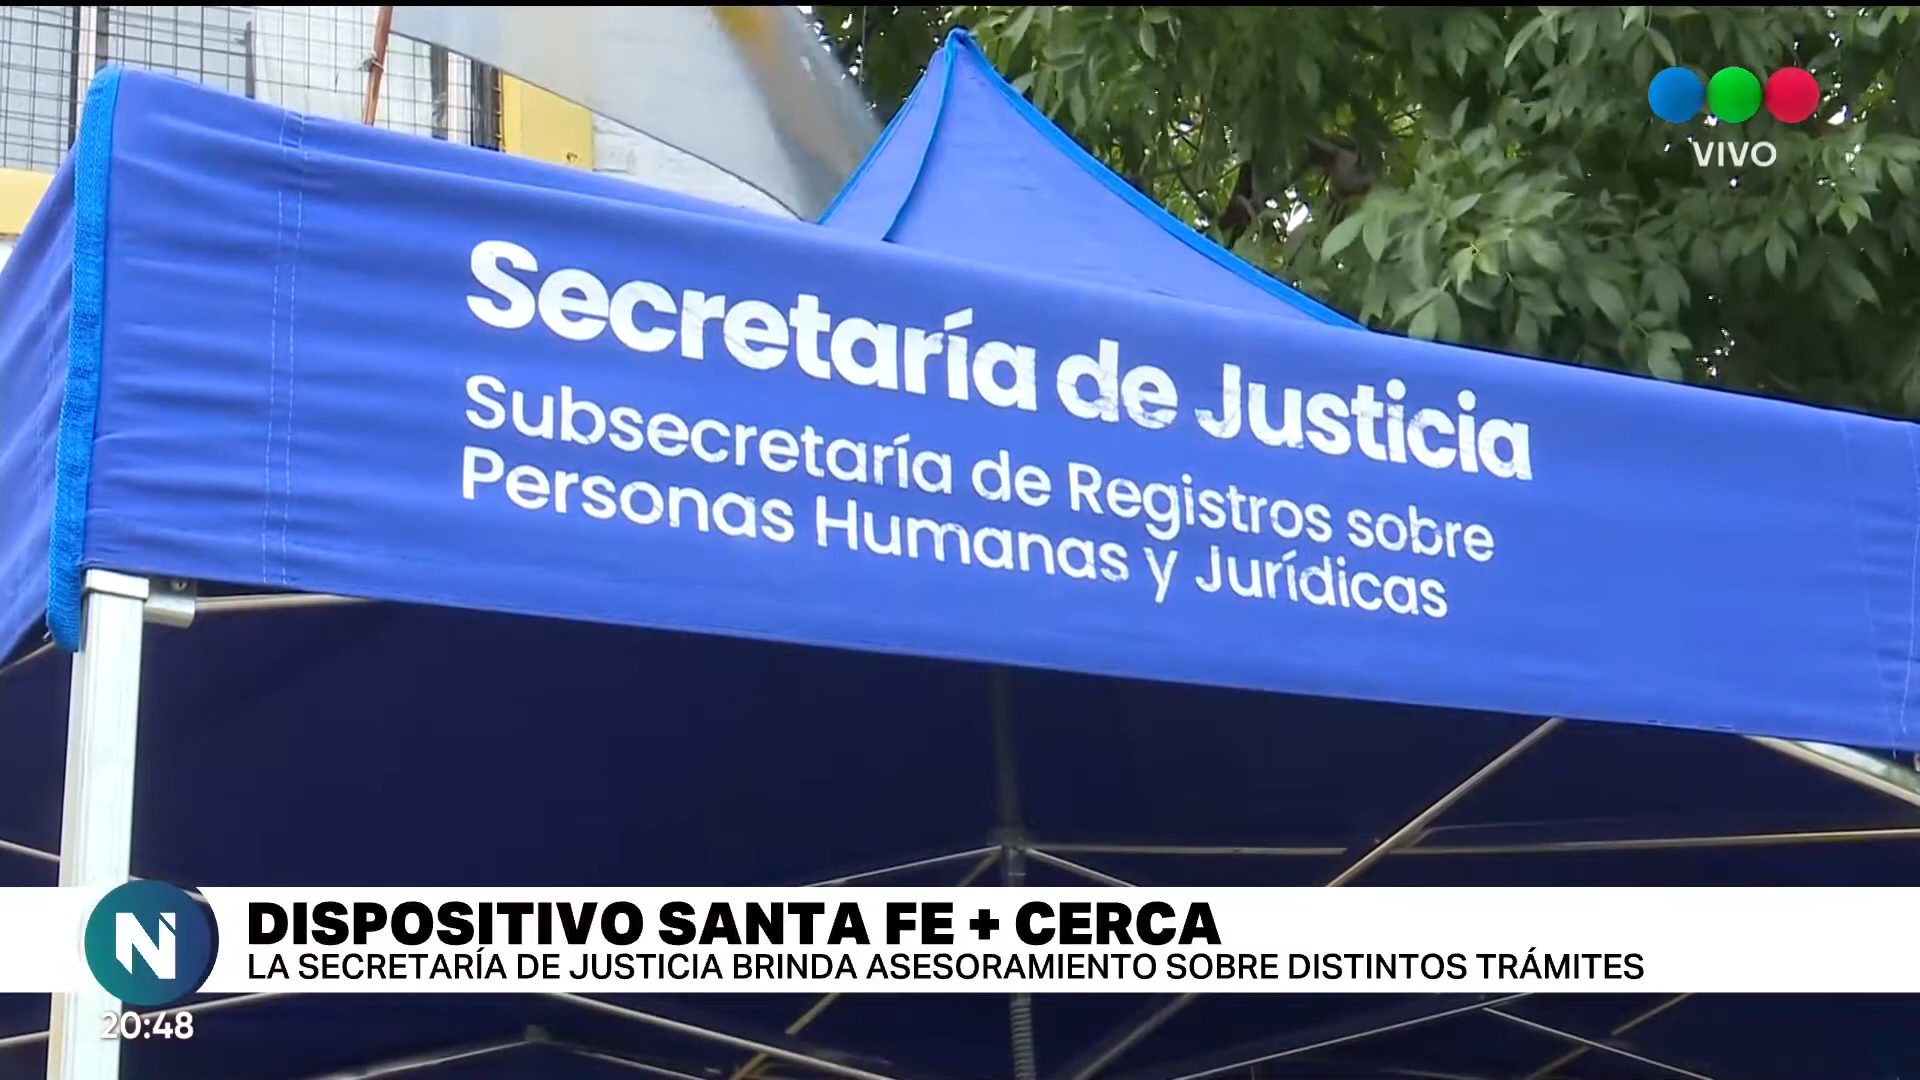 VIVO
Secretaría de Justicia
Subsecretaría de Registros sobre
Personas Humanas y Jurídicas
N
DISPOSITIVO SANTA FE + CERCA
LA SECRETARÍA DE JUSTICIA BRINDA ASESORAMIENTO SOBRE DISTINTOS TRÁMITES
20:48